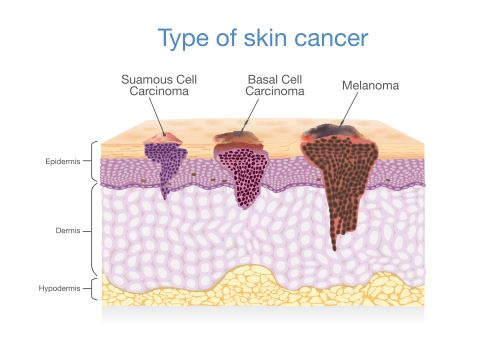 Type of skin cancer
Suamous Cell
Carcinoma
Basal Cell
Carcinoma
Melanoma
Epidermis
Dermis
Hypodermis